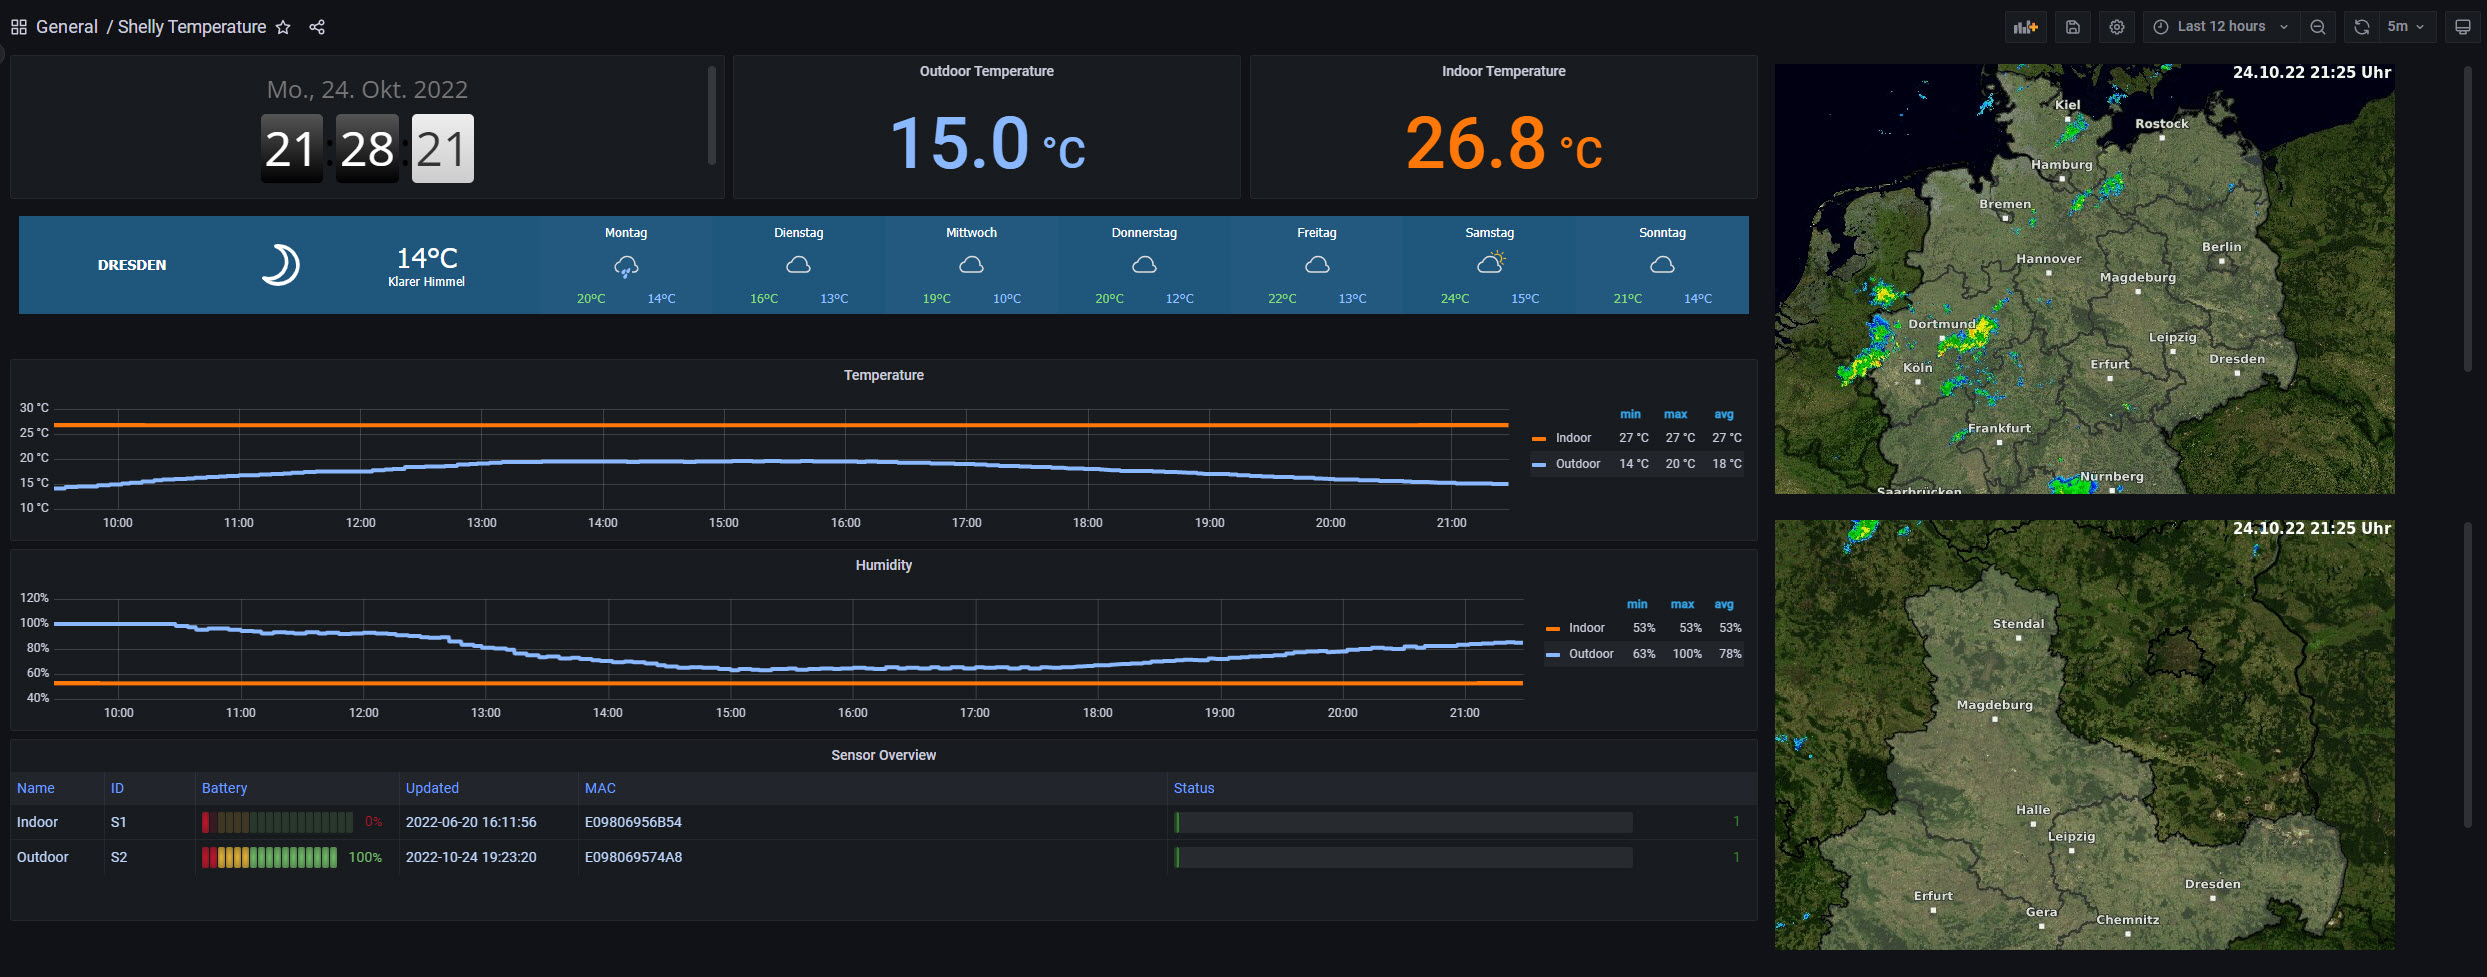 General / Shelly Temperature
Last 12 hours
5m
Mo., 24. Okt. 2022
21:28:21
Outdoor Temperature
15.0 °C
Indoor Temperature
26.8 °C
DRESDEN
14°C
Klarer Himmel
Montag
20°C 14°C
Dienstag
16°C 13°C
Mittwoch
19°C 10°C
Donnerstag
20°C 12°C
Freitag
22°C 13°C
Samstag
24°C 15°C
Sonntag
21°C 14°C
Temperature
30 °C
25 °C
20 °C
15 °C
10 °C
10:00 11:00 12:00 13:00 14:00 15:00 16:00 17:00 18:00 19:00 20:00 21:00
min max avg
Indoor 27 °C 27 °C 27 °C
Outdoor 14 °C 20 °C 18 °C
Humidity
120%
100%
80%
60%
40%
10:00 11:00 12:00 13:00 14:00 15:00 16:00 17:00 18:00 19:00 20:00 21:00
min max avg
Indoor 53% 53% 53%
Outdoor 63% 100% 78%
Sensor Overview
Name ID Battery Updated MAC Status
Indoor S1 0% 2022-06-20 16:11:56 E09806956B54 1
Outdoor S2 100% 2022-10-24 19:23:20 E098069574A8 1
24.10.22 21:25 Uhr
Kiel
Rostock
Hamburg
Bremen
Berlin
Hannover
Magdeburg
Dortmund
Leipzig
Dresden
Erfurt
Köln
Frankfurt
Nürnberg
Saarbrücken
24.10.22 21:25 Uhr
Stendal
Magdeburg
Halle
Leipzig
Dresden
Erfurt
Gera
Chemnitz